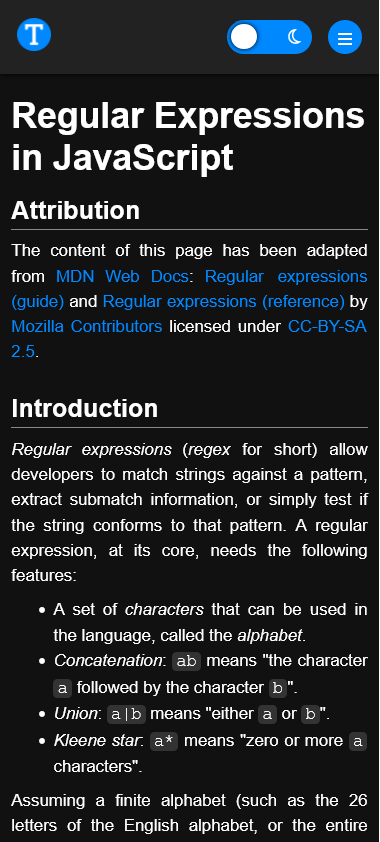 T
Regular Expressions
in JavaScript
Attribution
The content of this page has been adapted
from MDN Web Docs: Regular expressions
(guide) and Regular expressions (reference) by
Mozilla Contributors licensed under CC-BY-SA
2.5.
Introduction
Regular expressions (regex for short) allow
developers to match strings against a pattern,
extract submatch information, or simply test if
the string conforms to that pattern. A regular
expression, at its core, needs the following
features:
• A set of characters that can be used in
the language, called the alphabet.
• Concatenation: ab means "the character
a followed by the character b".
• Union: a|b means "either a or b".
• Kleene star: a* means "zero or more a
characters".
Assuming a finite alphabet (such as the 26
letters of the English alphabet, or the entire